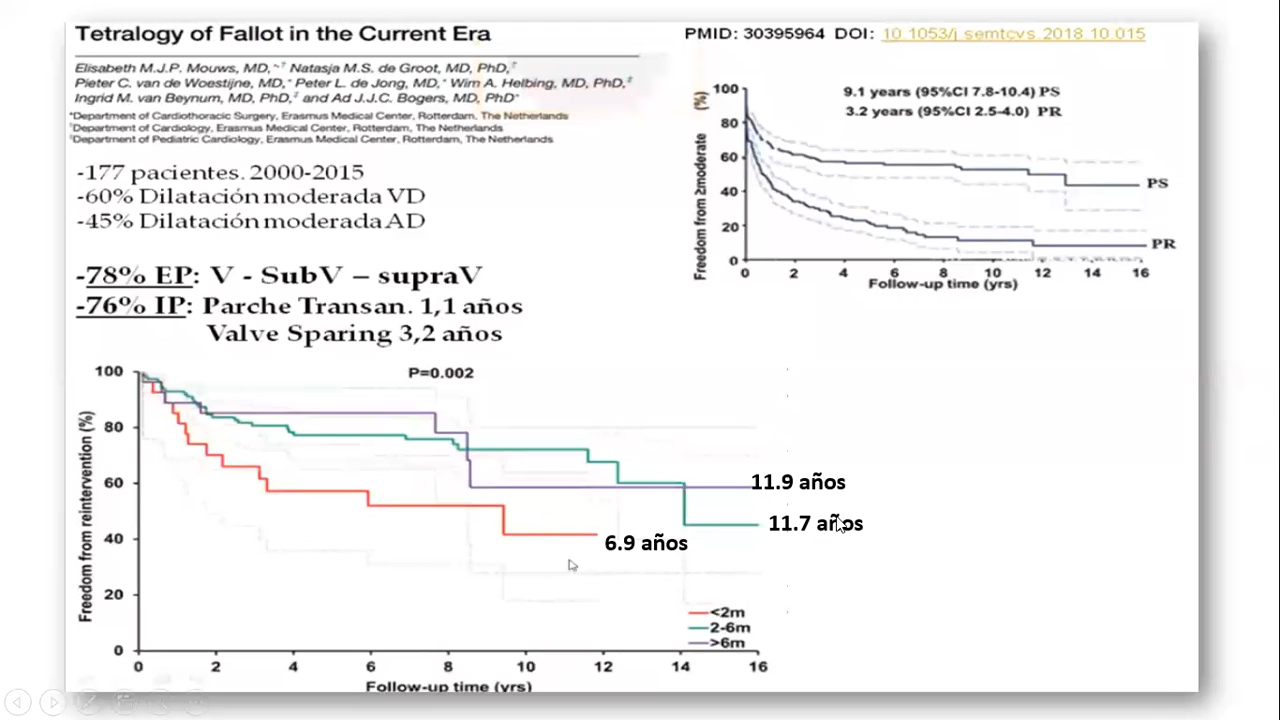 Tetralogy of Fallot in the Current Era
Elisabeth M.J.P. Mouws, MD,*,† Natasja M.S. de Groot, MD, PhD,†
Pieter C. van de Woestijne, MD,* Peter L. de Jong, MD,* Wim A. Helbing, MD, PhD,‡
Ingrid M. van Beynum, MD, PhD,‡ and Ad J.J.C. Bogers, MD, PhD*
*Department of Cardiothoracic Surgery, Erasmus Medical Center, Rotterdam, The Netherlands
†Department of Cardiology, Erasmus Medical Center, Rotterdam, The Netherlands
‡Department of Pediatric Cardiology, Erasmus Medical Center, Rotterdam, The Netherlands
-177 pacientes. 2000-2015
-60% Dilatación moderada VD
-45% Dilatación moderada AD
-78% EP: V - SubV – supraV
-76% IP: Parche Transan. 1,1 años
Valve Sparing 3,2 años
PMID: 30395964 DOI: 10.1053/j.semtcvs.2018.10.015
9.1 years (95%CI 7.8-10.4) PS
3.2 years (95%CI 2.5-4.0) PR
Freedom from ≥moderate (%)
100
80
60
40
20
0
PS
PR
0 2 4 6 8 10 12 14 16
Follow-up time (yrs)
P=0.002
Freedom from reintervention (%)
100
80
60
40
20
0
11.9 años
11.7 años
6.9 años
<2m
2-6m
>6m
0 2 4 6 8 10 12 14 16
Follow-up time (yrs)